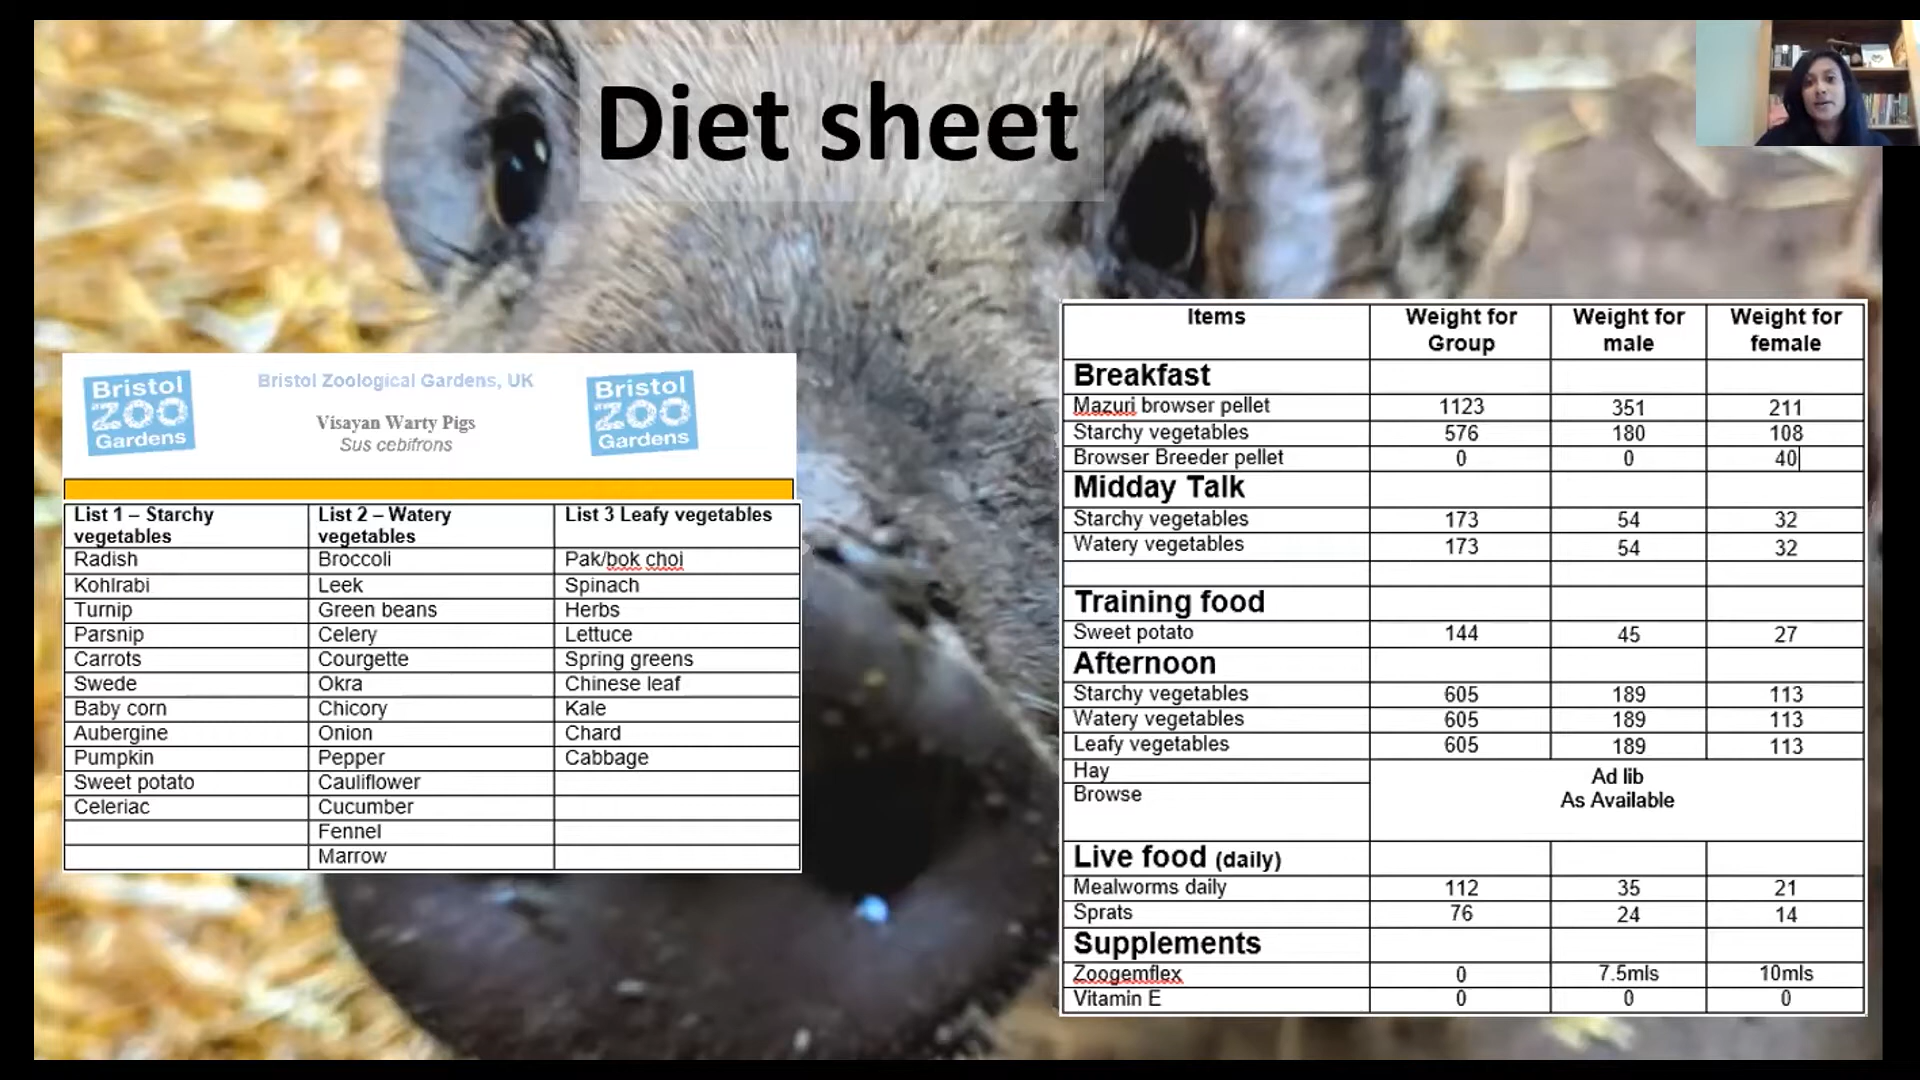 Diet sheet
Bristol
ZOO
Gardens
Bristol Zoological Gardens, UK
Visayan Warty Pigs
Sus cebifrons
Bristol
ZOO
Gardens
List 1 – Starchy vegetables | List 2 – Watery vegetables | List 3 Leafy vegetables
Radish | Broccoli | Pak/bok choi
Kohlrabi | Leek | Spinach
Turnip | Green beans | Herbs
Parsnip | Celery | Lettuce
Carrots | Courgette | Spring greens
Swede | Okra | Chinese leaf
Baby corn | Chicory | Kale
Aubergine | Onion | Chard
Pumpkin | Pepper | Cabbage
Sweet potato | Cauliflower
Celeriac | Cucumber
Fennel
Marrow
Items | Weight for Group | Weight for male | Weight for female
Breakfast
Mazuri browser pellet | 1123 | 351 | 211
Starchy vegetables | 576 | 180 | 108
Browser Breeder pellet | 0 | 0 | 40
Midday Talk
Starchy vegetables | 173 | 54 | 32
Watery vegetables | 173 | 54 | 32
Training food
Sweet potato | 144 | 45 | 27
Afternoon
Starchy vegetables | 605 | 189 | 113
Watery vegetables | 605 | 189 | 113
Leafy vegetables | 605 | 189 | 113
Hay | Ad lib
Browse | As Available
Live food (daily)
Mealworms daily | 112 | 35 | 21
Sprats | 76 | 24 | 14
Supplements
Zoogemflex | 0 | 7.5mls | 10mls
Vitamin E | 0 | 0 | 0